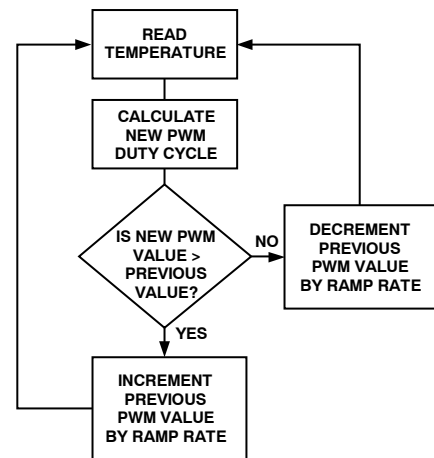 READ
TEMPERATURE
CALCULATE
NEW PWM
DUTY CYCLE
IS NEW PWM
VALUE >
PREVIOUS
VALUE?
NO
DECREMENT
PREVIOUS
PWM VALUE
BY RAMP RATE
YES
INCREMENT
PREVIOUS
PWM VALUE
BY RAMP RATE